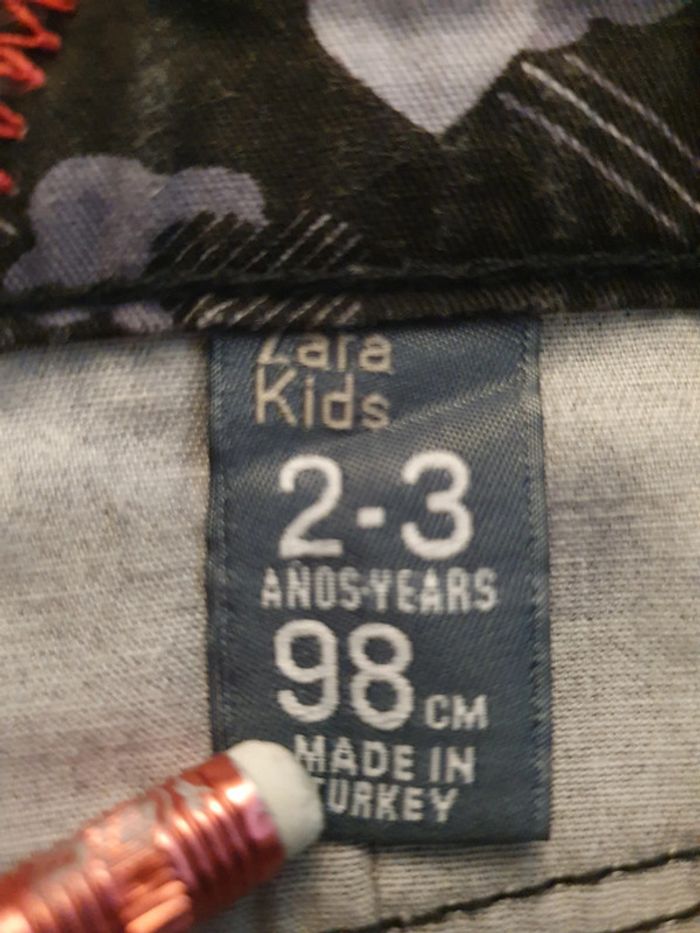 Zara
Kids
2-3
AÑOS-YEARS
98 CM
MADE IN
TURKEY